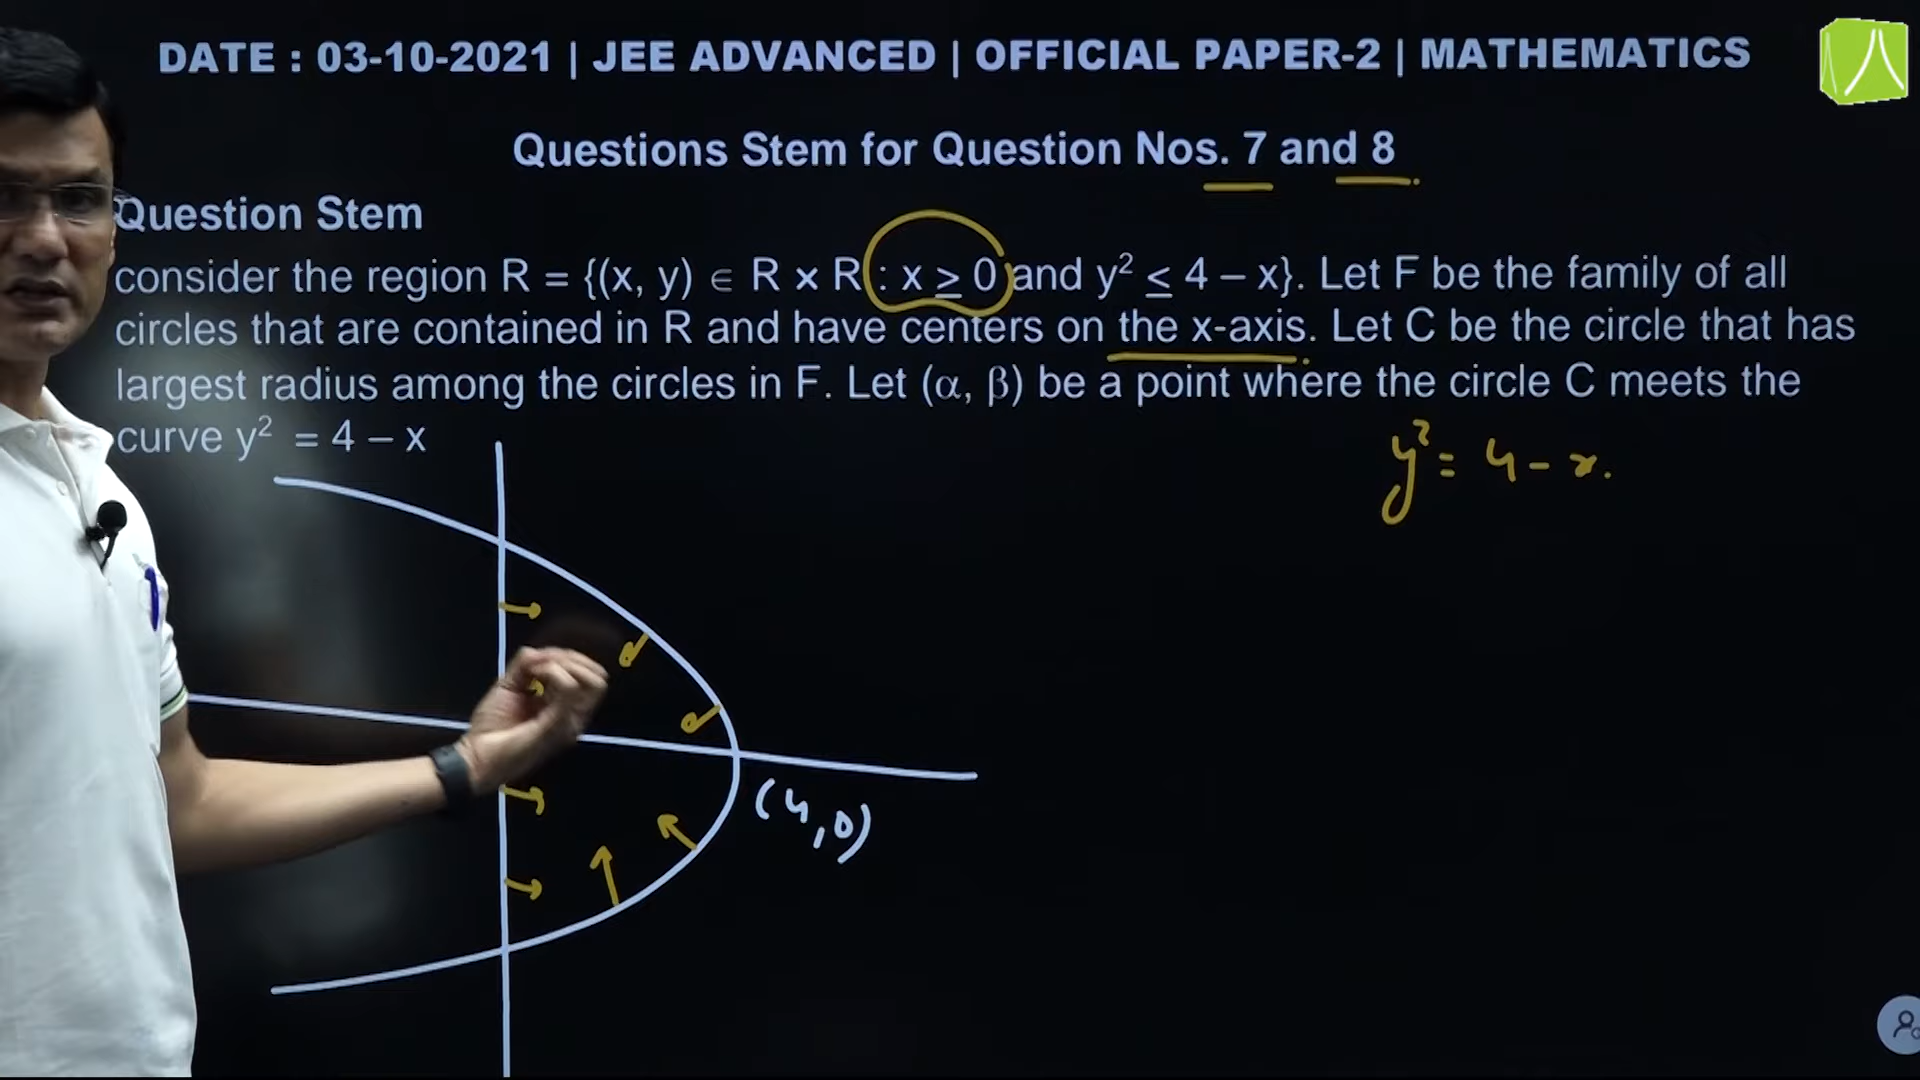 DATE : 03-10-2021 | JEE ADVANCED | OFFICIAL PAPER-2 | MATHEMATICS
Questions Stem for Question Nos. 7 and 8
Question Stem
consider the region R = {(x, y) ∈ R × R : x ≥ 0 and y² ≤ 4 – x}. Let F be the family of all
circles that are contained in R and have centers on the x-axis. Let C be the circle that has
largest radius among the circles in F. Let (α, β) be a point where the circle C meets the
curve y² = 4 – x
y² = 4 - x.
(4,0)